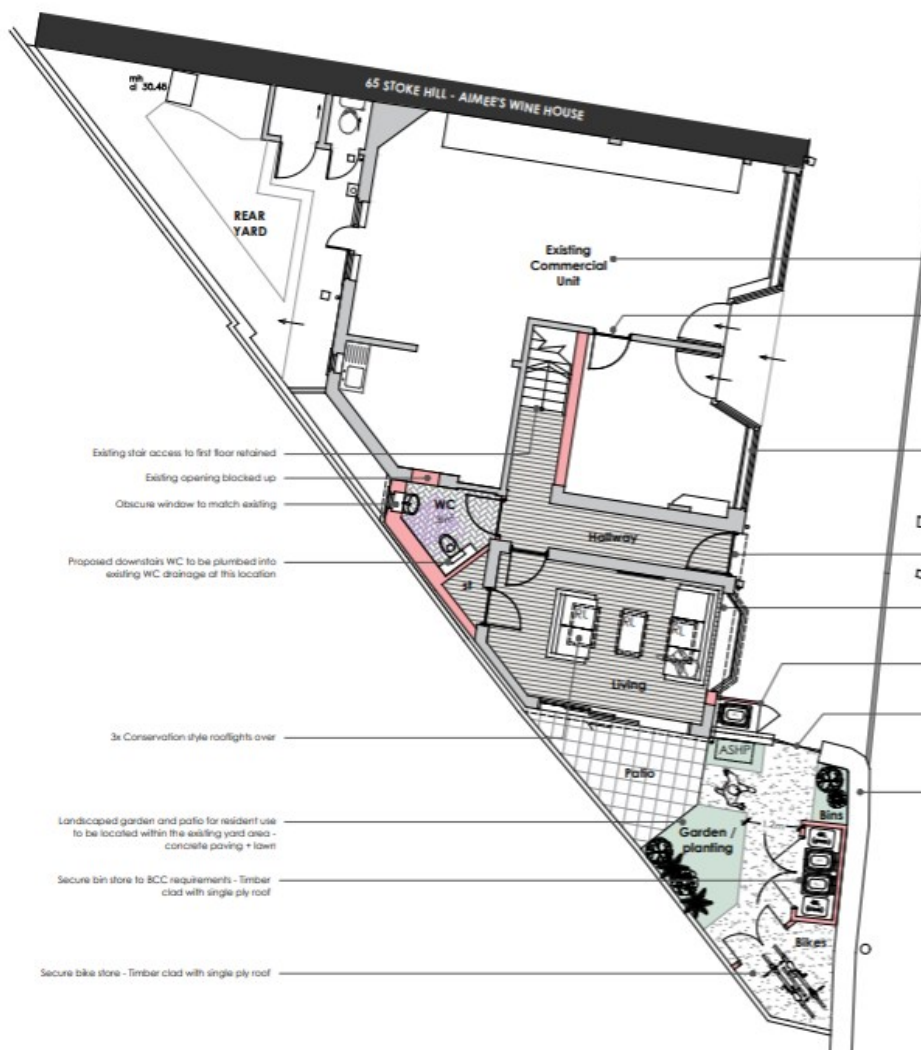 65 STOKE HILL - AIMEE'S WINE HOUSE
mh
cl 30.48
REAR
YARD
Existing
Commercial
Unit
Existing stair access to first floor retained
Existing opening blocked up
Obscure window to match existing
WC
Hallway
Proposed downstairs WC to be plumbed into
existing WC drainage at this location
st
RL
RL
RL
Living
3x Conservation style rooflights over
ASHP
Patio
Bins
Landscaped garden and patio for resident use
to be located within the existing yard area -
concrete paving + lawn
Garden /
planting
Secure bin store to BCC requirements - Timber
clad with single ply roof
Bikes
Secure bike store - Timber clad with single ply roof